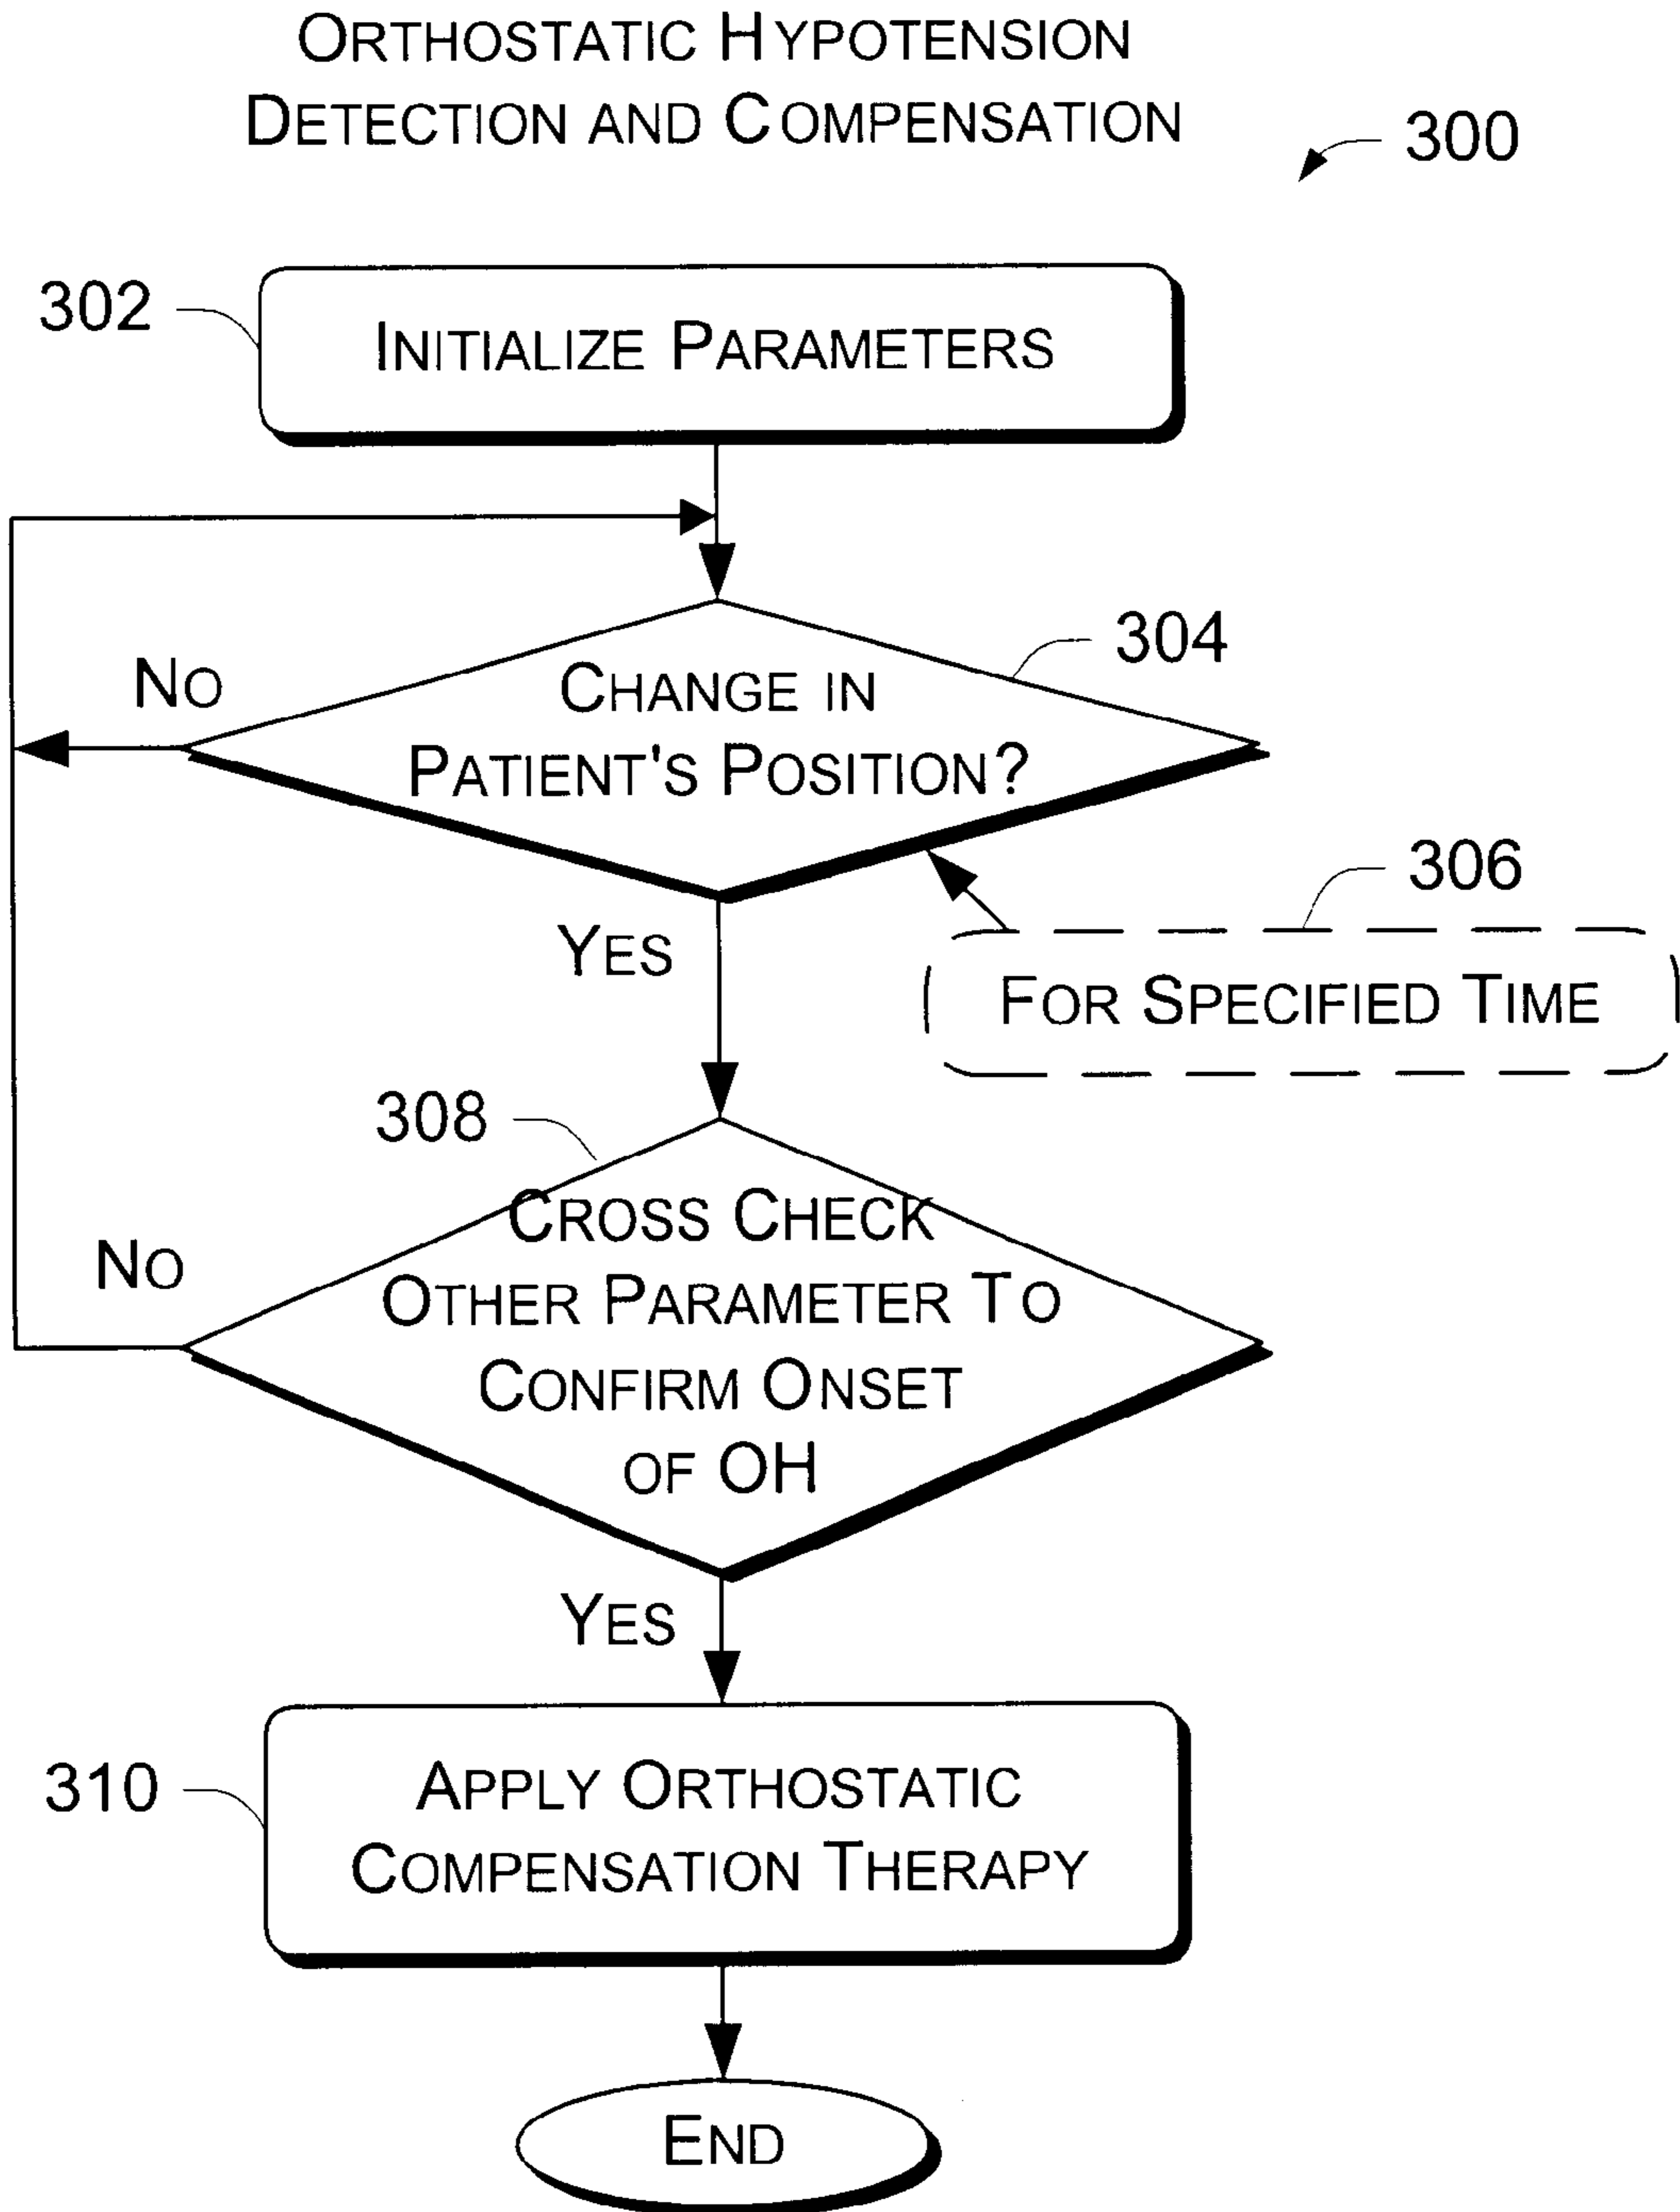 ORTHOSTATIC HYPOTENSION
DETECTION AND COMPENSATION
300
302
INITIALIZE PARAMETERS
304
NO
CHANGE IN
PATIENT'S POSITION?
306
YES
FOR SPECIFIED TIME
308
CROSS CHECK
NO
OTHER PARAMETER TO
CONFIRM ONSET
OF OH
YES
310
APPLY ORTHOSTATIC
COMPENSATION THERAPY
END